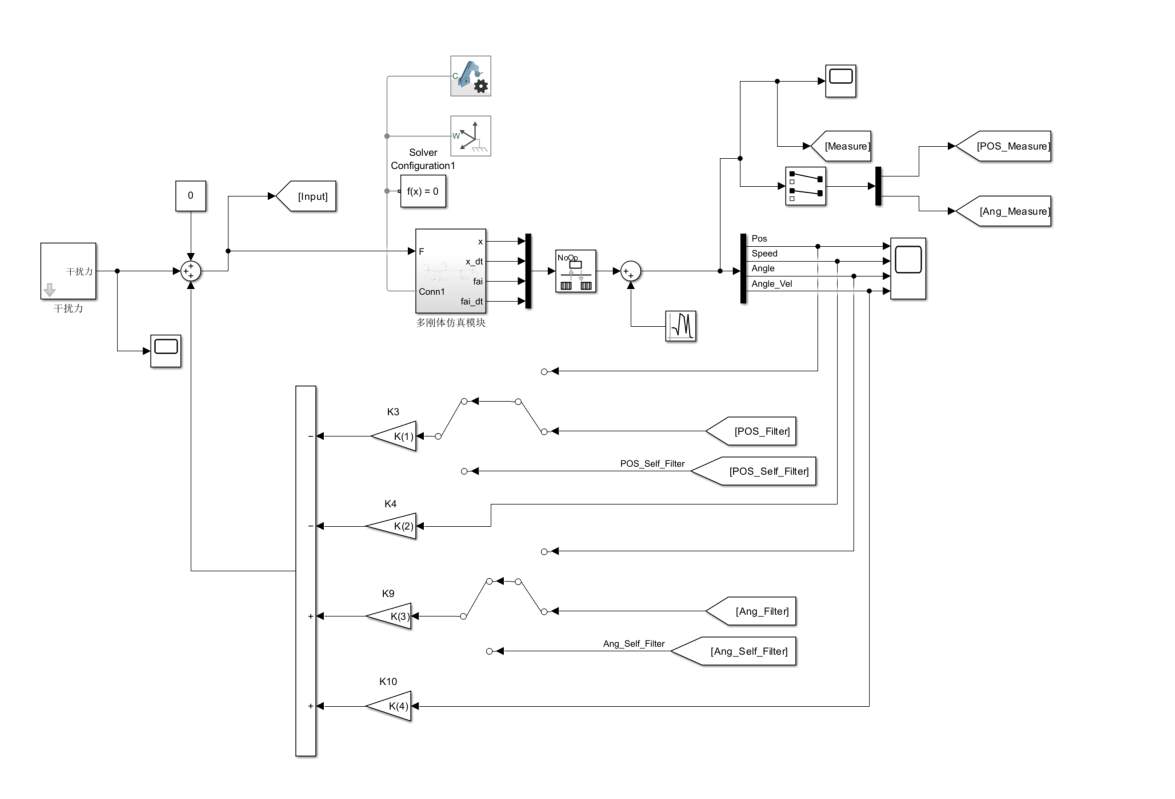 C
W
Solver
Configuration1
f(x) = 0
0
[Input]
[Measure]
[POS_Measure]
[Ang_Measure]
干扰力
干扰力
F
Conn1
x
x_dt
fai
fai_dt
多刚体仿真模块
NoOp
Pos
Speed
Angle
Angle_Vel
K3
K(1)
[POS_Filter]
POS_Self_Filter
[POS_Self_Filter]
K4
K(2)
K9
K(3)
[Ang_Filter]
Ang_Self_Filter
[Ang_Self_Filter]
K10
K(4)